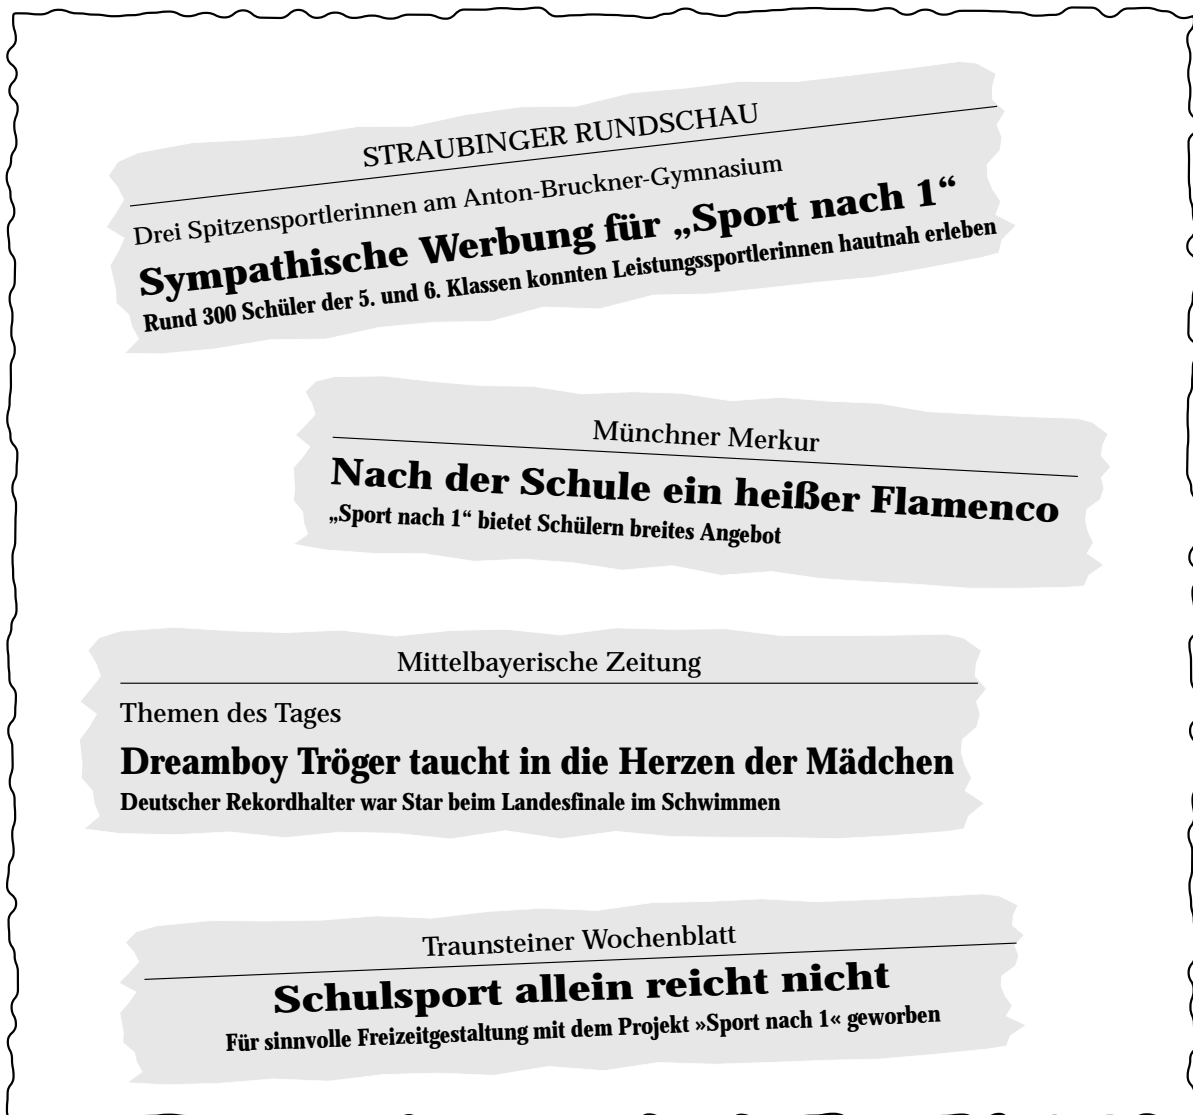 STRAUBINGER RUNDSCHAU
Drei Spitzensportlerinnen am Anton-Bruckner-Gymnasium
Sympathische Werbung für „Sport nach 1“
Rund 300 Schüler der 5. und 6. Klassen konnten Leistungssportlerinnen hautnah erleben
Münchner Merkur
Nach der Schule ein heißer Flamenco
„Sport nach 1“ bietet Schülern breites Angebot
Mittelbayerische Zeitung
Themen des Tages
Dreamboy Tröger taucht in die Herzen der Mädchen
Deutscher Rekordhalter war Star beim Landesfinale im Schwimmen
Traunsteiner Wochenblatt
Schulsport allein reicht nicht
Für sinnvolle Freizeitgestaltung mit dem Projekt »Sport nach 1« geworben